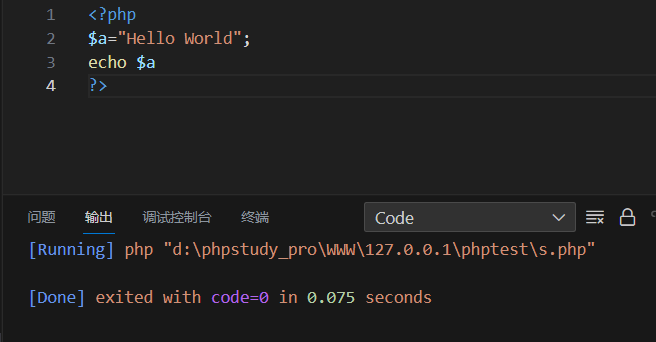 1 <?php
2 $a="Hello World";
3 echo $a
4 ?>
问题 输出 调试控制台 终端 Code
[Running] php "d:\phpstudy_pro\WWW\127.0.0.1\phptest\s.php"
[Done] exited with code=0 in 0.075 seconds